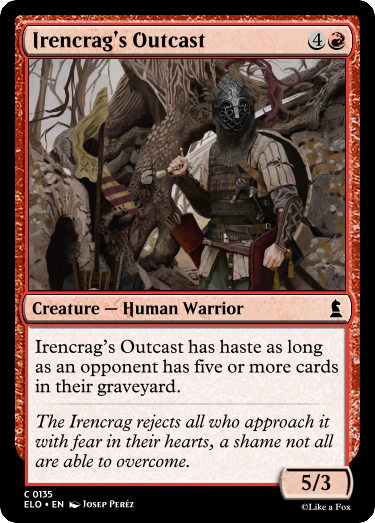 Irencrag's Outcast 4
Creature — Human Warrior
Irencrag's Outcast has haste as long
as an opponent has five or more cards
in their graveyard.
The Irencrag rejects all who approach it
with fear in their hearts, a shame not all
are able to overcome.
5/3
C 0135
ELO • EN Josep Peréz
©Like a Fox